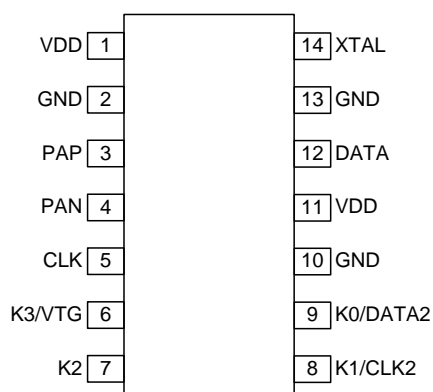 VDD 1 14 XTAL
GND 2 13 GND
PAP 3 12 DATA
PAN 4 11 VDD
CLK 5 10 GND
K3/VTG 6 9 K0/DATA2
K2 7 8 K1/CLK2